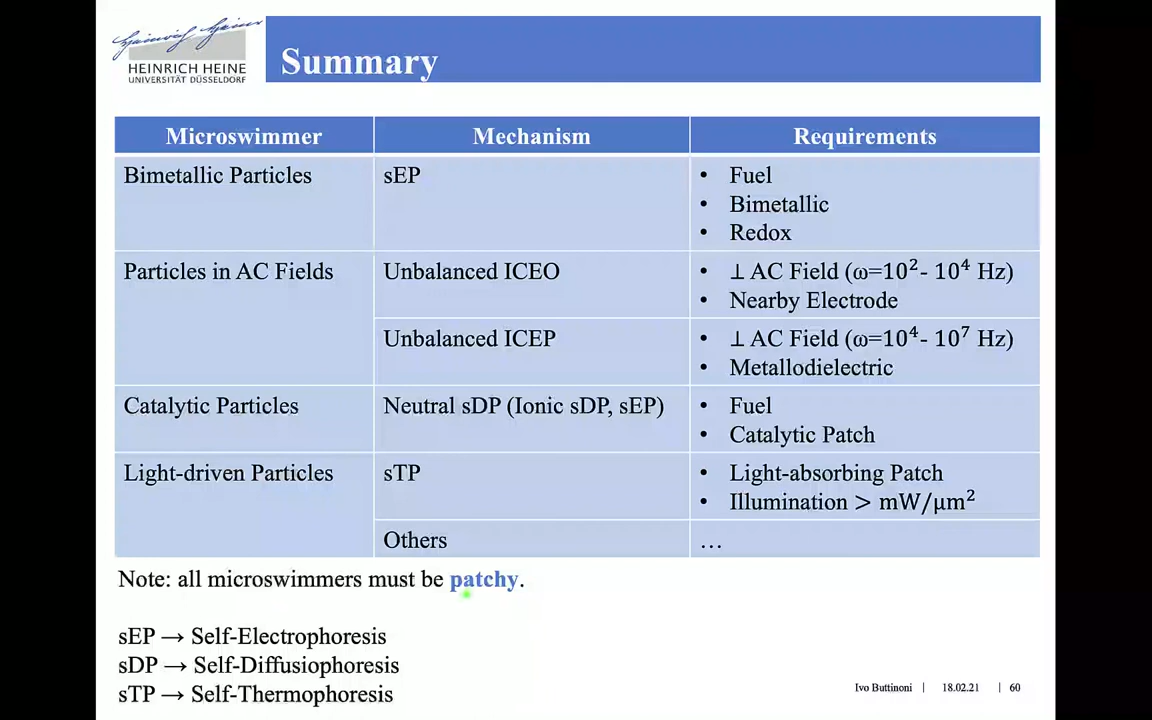 Heinrich Heine
HEINRICH HEINE
UNIVERSITÄT DÜSSELDORF
Summary
Microswimmer Mechanism Requirements
Bimetallic Particles sEP • Fuel
• Bimetallic
• Redox
Particles in AC Fields Unbalanced ICEO • ⊥ AC Field (ω=10² - 10⁴ Hz)
• Nearby Electrode
Unbalanced ICEP • ⊥ AC Field (ω=10⁴ - 10⁷ Hz)
• Metallodielectric
Catalytic Particles Neutral sDP (Ionic sDP, sEP) • Fuel
• Catalytic Patch
Light-driven Particles sTP • Light-absorbing Patch
• Illumination > mW/μm²
Others …
Note: all microswimmers must be patchy.
sEP → Self-Electrophoresis
sDP → Self-Diffusiophoresis
sTP → Self-Thermophoresis
Ivo Buttinoni | 18.02.21 | 60